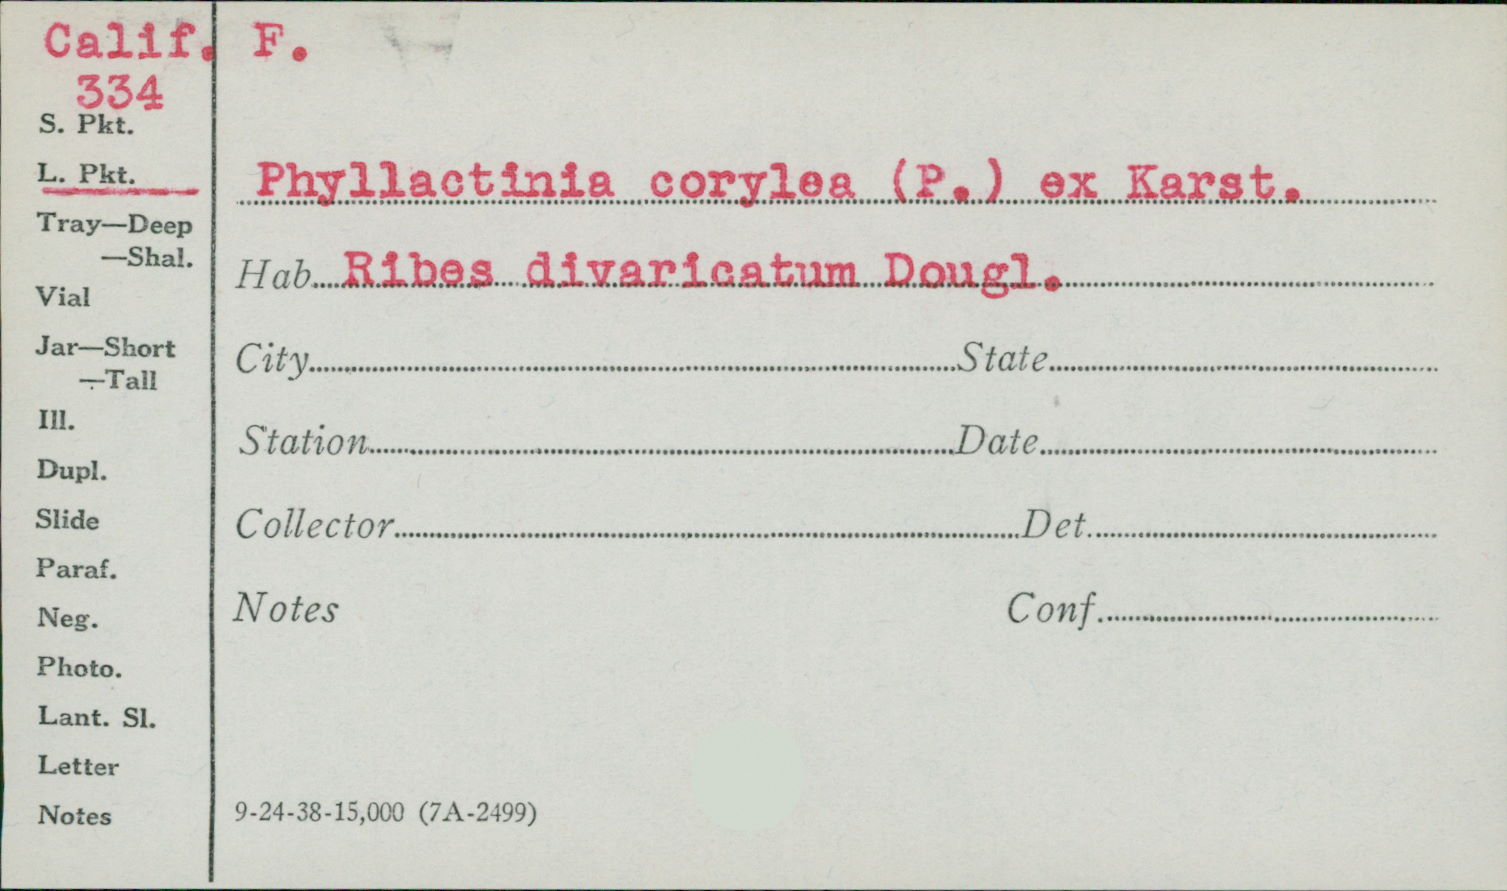 Calif. F.
334
S. Pkt.
L. Pkt.
Phyllactinia corylea (P.) ex Karst.
Tray—Deep
—Shal.
Hab. Ribes divaricatum Dougl.
Vial
Jar—Short
—Tall
City State
Ill.
Station Date
Dupl.
Slide
Collector Det.
Paraf.
Neg.
Notes Conf.
Photo.
Lant. Sl.
Letter
Notes
9-24-38-15,000 (7A-2499)